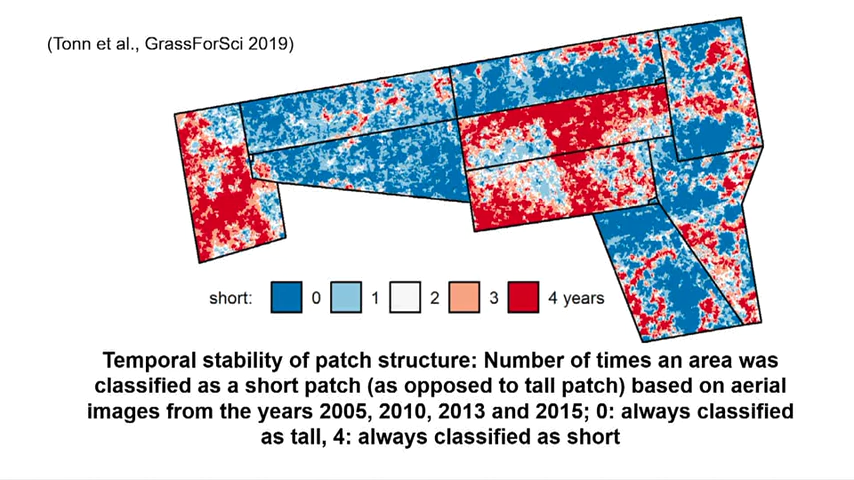 (Tonn et al., GrassForSci 2019)
short: 0 1 2 3 4 years
Temporal stability of patch structure: Number of times an area was
classified as a short patch (as opposed to tall patch) based on aerial
images from the years 2005, 2010, 2013 and 2015; 0: always classified
as tall, 4: always classified as short